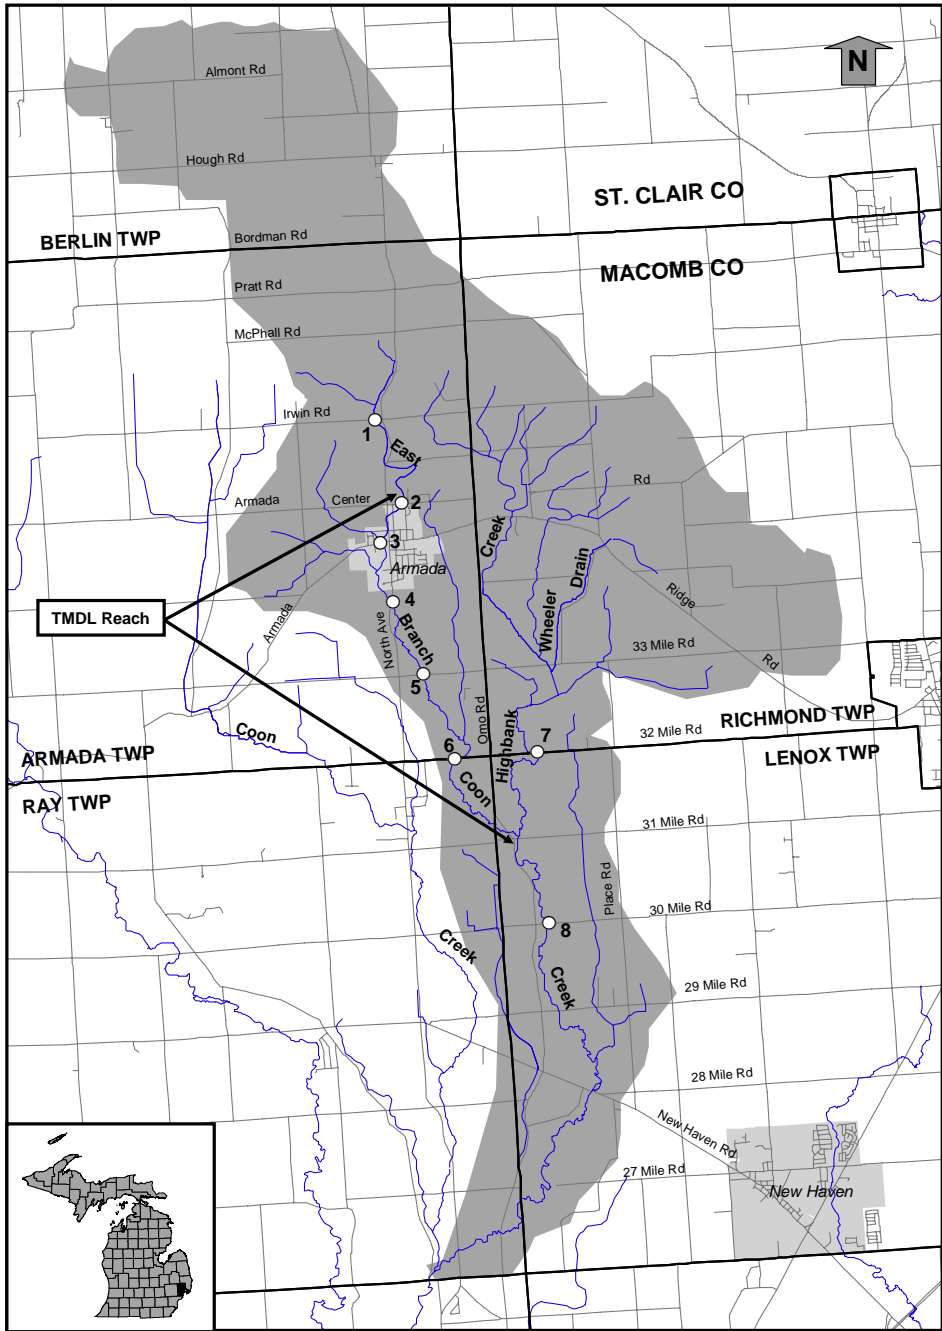 Almont Rd
N
Hough Rd
ST. CLAIR CO
BERLIN TWP
Bordman Rd
MACOMB CO
Pratt Rd
McPhall Rd
Irwin Rd
1
East
Rd
Armada
Center
2
Creek
3
Armada
Drain
Wheeler
4
Ridge
TMDL Reach
Armada
North Ave
Branch
33 Mile Rd
Rd
5
Omo Rd
Highbank
RICHMOND TWP
32 Mile Rd
Coon
7
6
ARMADA TWP
LENOX TWP
Coon
RAY TWP
31 Mile Rd
Place Rd
30 Mile Rd
8
Creek
Creek
29 Mile Rd
28 Mile Rd
New Haven Rd
27 Mile Rd
New Haven